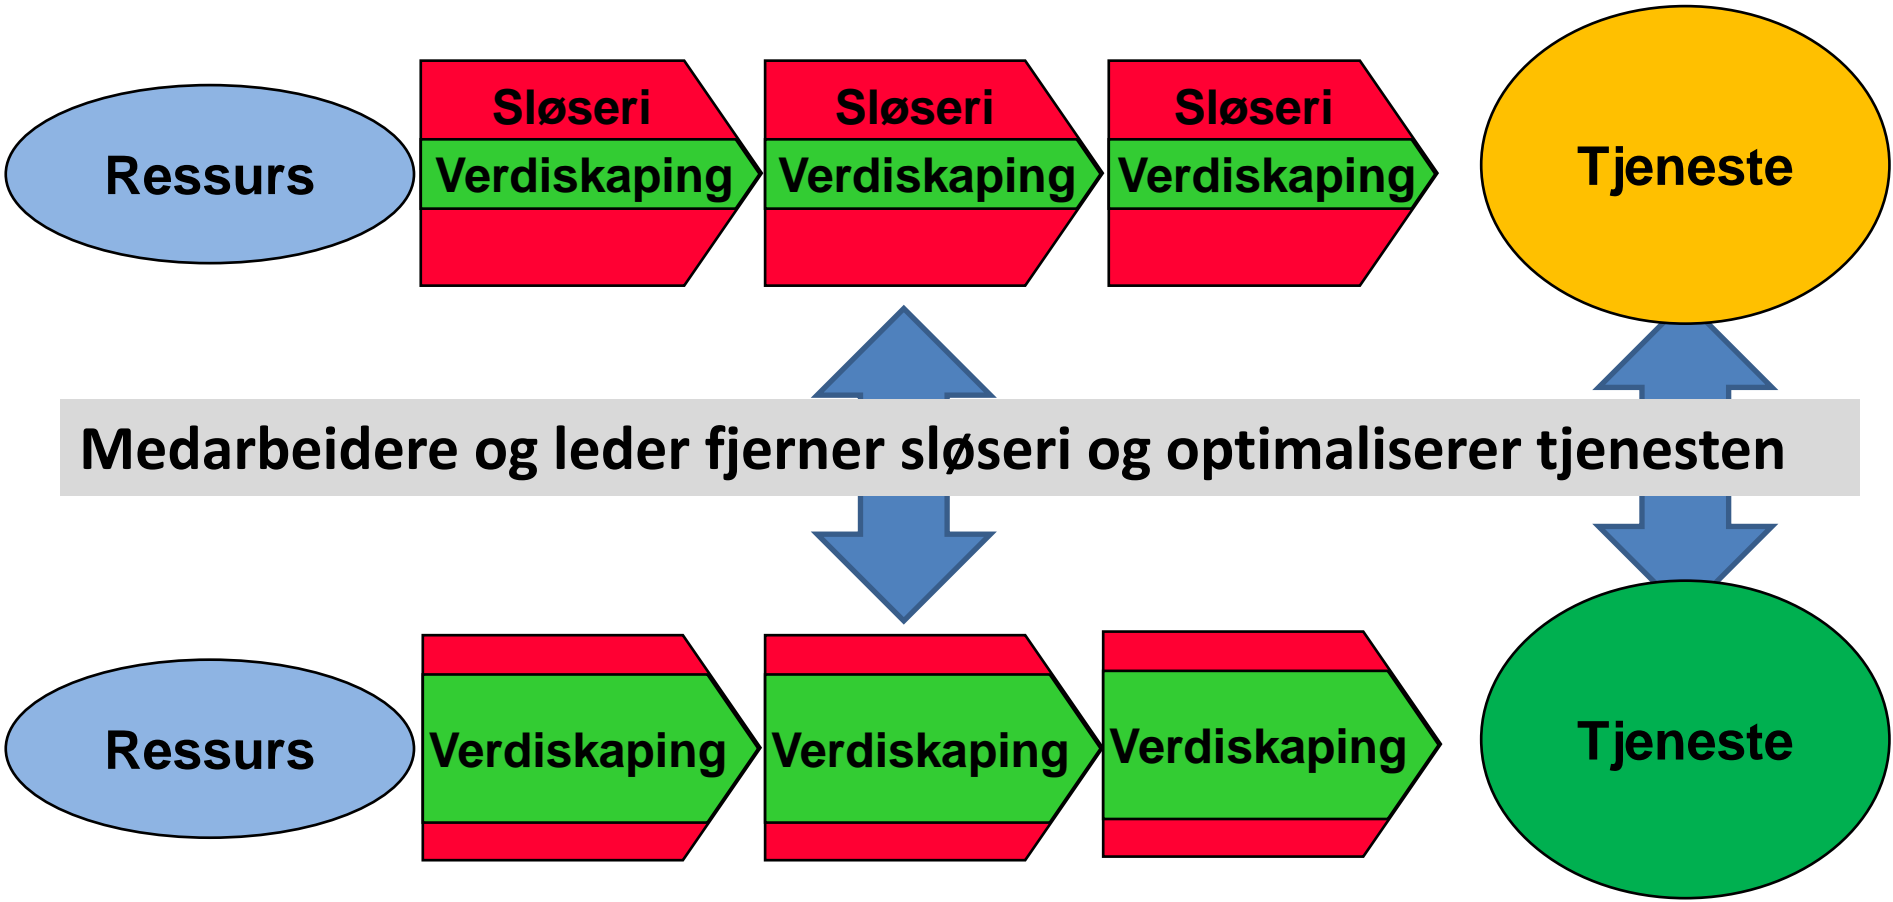 Sløseri Sløseri Sløseri
Ressurs Verdiskaping Verdiskaping Verdiskaping Tjeneste
Medarbeidere og leder fjerner sløseri og optimaliserer tjenesten
Ressurs Verdiskaping Verdiskaping Verdiskaping Tjeneste